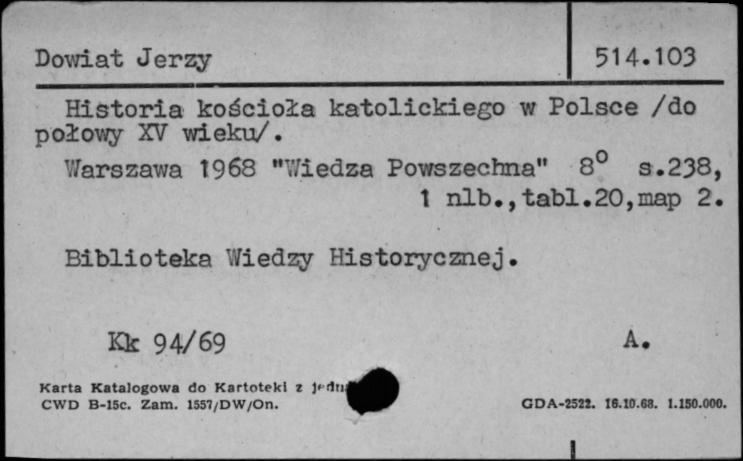 Dowiat Jerzy 514.103
Historia kościoła katolickiego w Polsce /do
połowy XV wieku/.
Warszawa 1968 "Wiedza Powszechna" 8° s.238,
1 nlb.,tabl.20,map 2.
Biblioteka Wiedzy Historycznej.
Kk 94/69 A.
Karta Katalogowa do Kartoteki z
CWD B-15c. Zam. 1557/DW/On. GDA-2522. 16.10.68. 1.150.000.